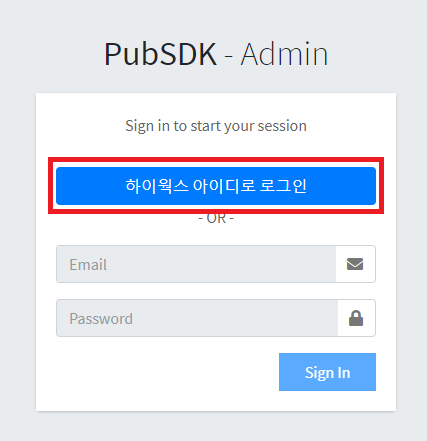 PubSDK - Admin
Sign in to start your session
하이웍스 아이디로 로그인
- OR -
Email
Password
Sign In